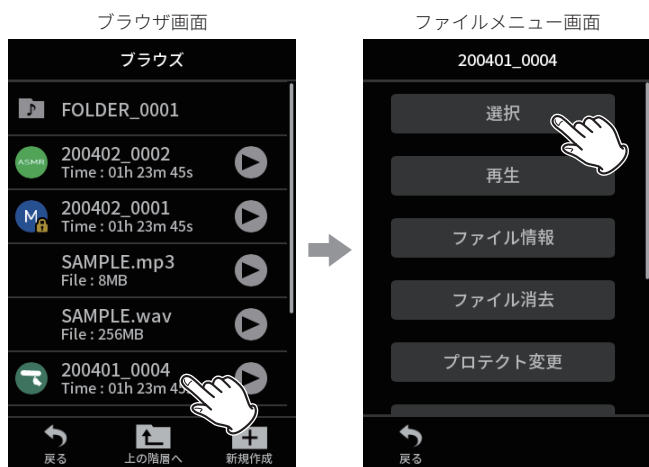 ブラウザ画面
ブラウズ
FOLDER_0001
ASMR
200402_0002
Time : 01h 23m 45s
M
200402_0001
Time : 01h 23m 45s
SAMPLE.mp3
File : 8MB
SAMPLE.wav
File : 256MB
200401_0004
Time : 01h 23m 45
戻る
上の階層へ
新規作成
ファイルメニュー画面
200401_0004
選択
再生
ファイル情報
ファイル消去
プロテクト変更
戻る